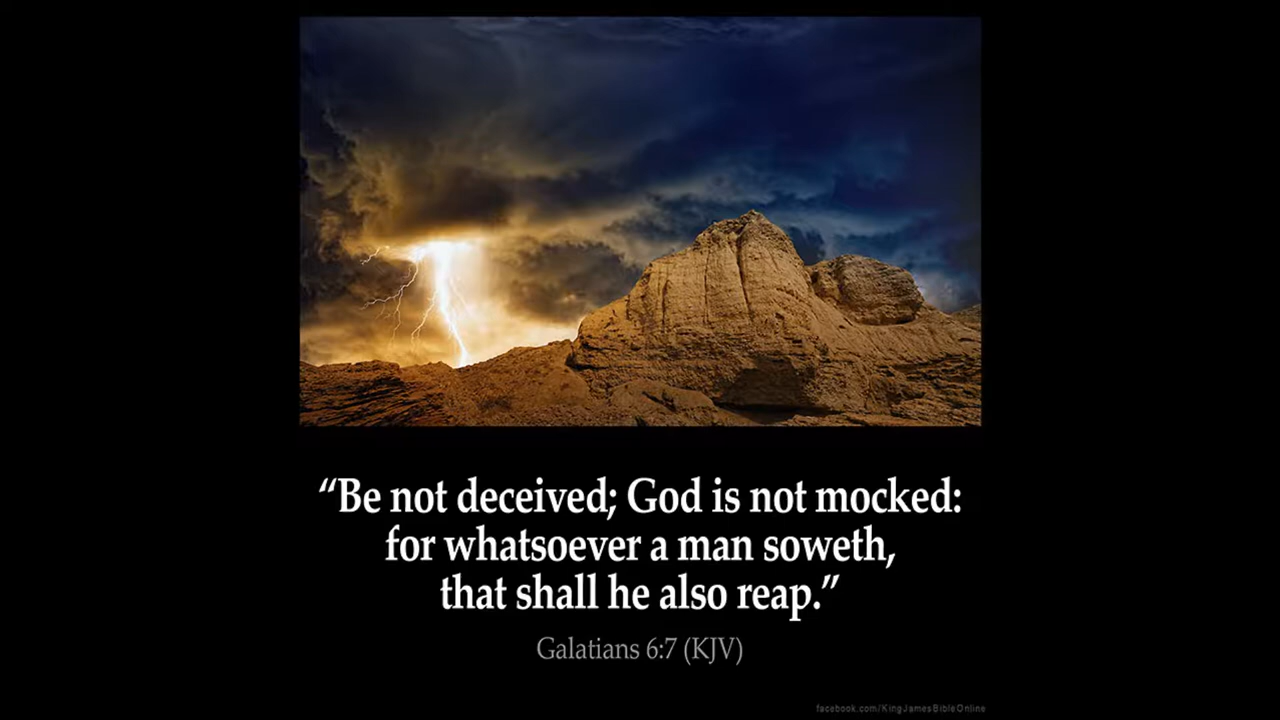 “Be not deceived; God is not mocked:
for whatsoever a man soweth,
that shall he also reap.”
Galatians 6:7 (KJV)
facebook.com/KingJamesBibleOnline